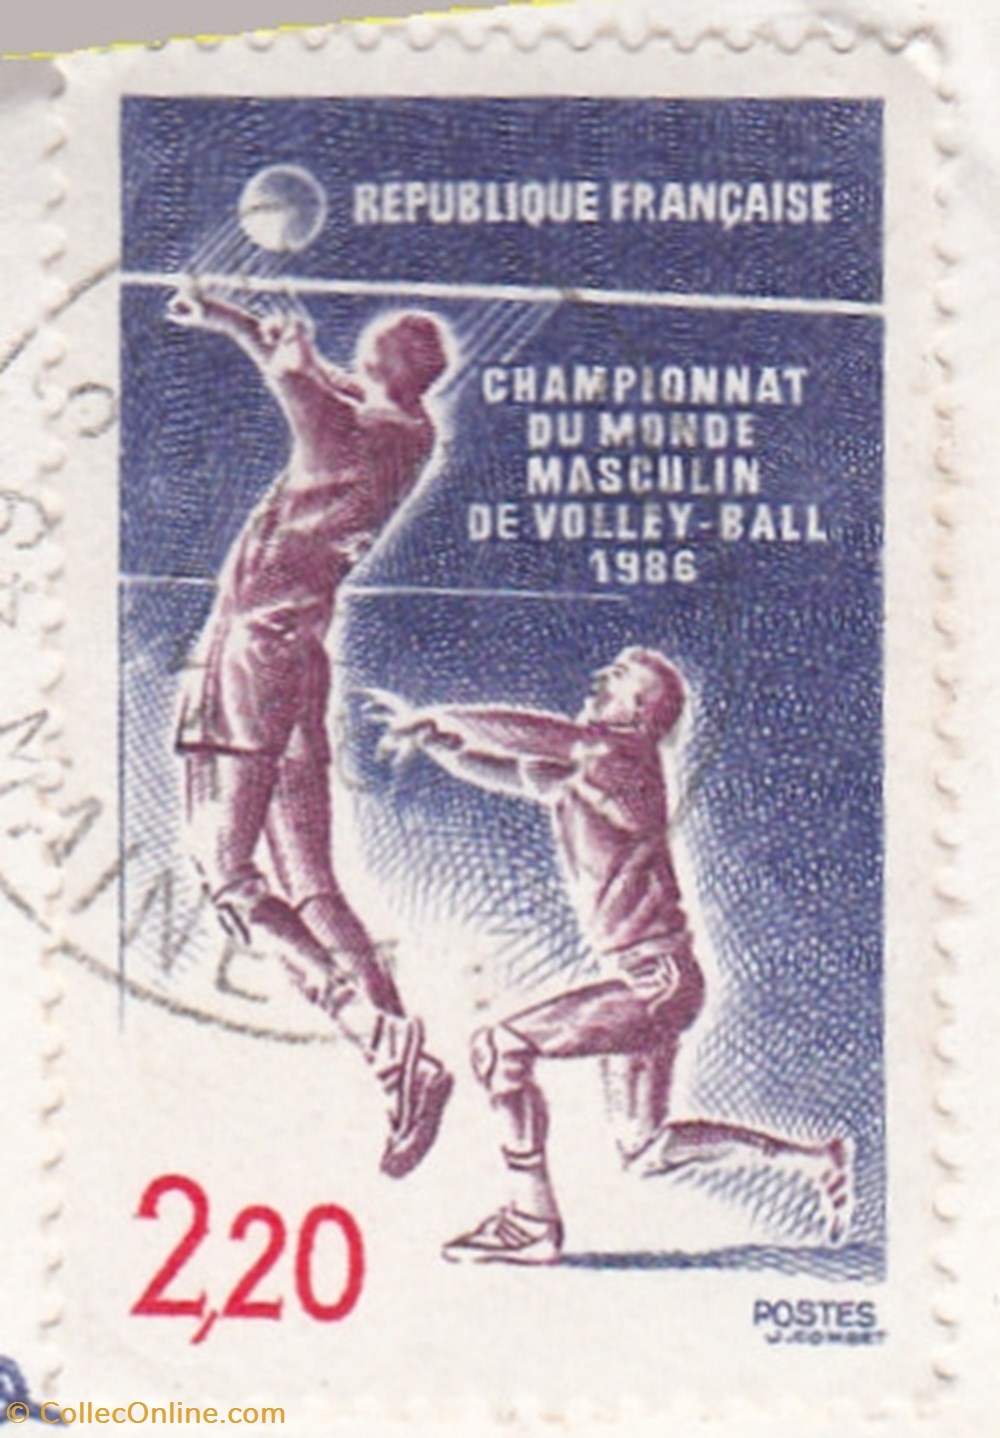 REPUBLIQUE FRANÇAISE
CHAMPIONNAT
DU MONDE
MASCULIN
DE VOLLEY-BALL
1986
2,20
POSTES
J.COMBET
© CollecOnline.com